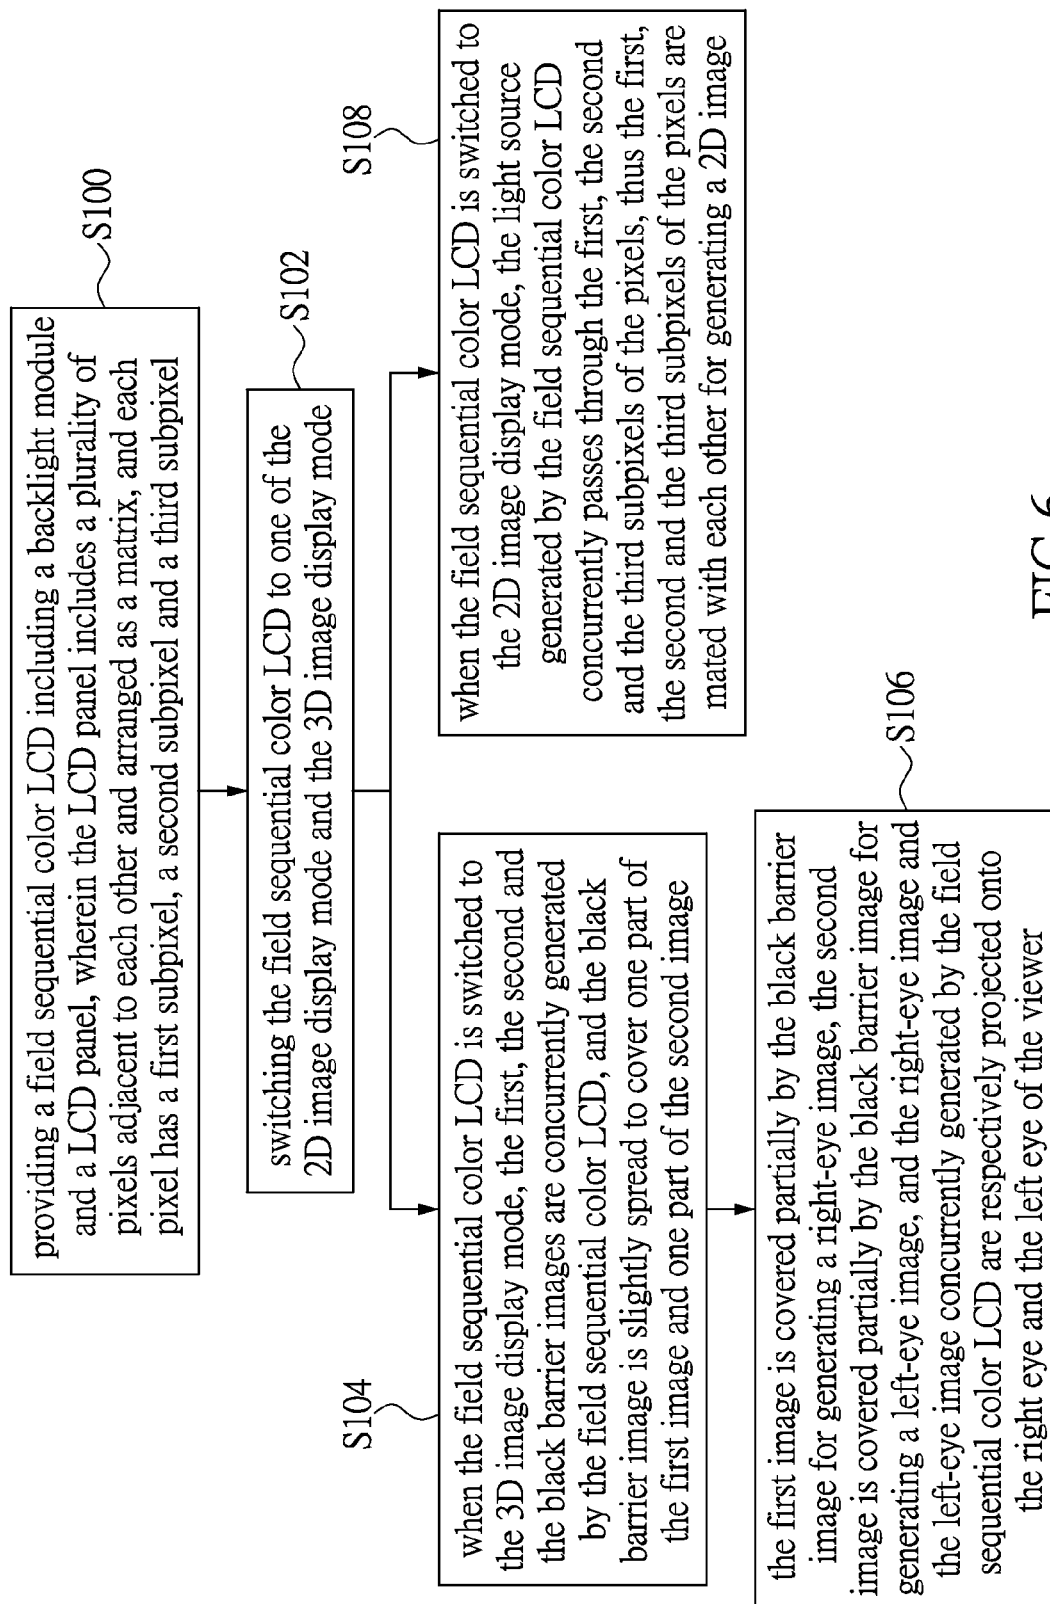 S100
providing a field sequential color LCD including a backlight module
and a LCD panel, wherein the LCD panel includes a plurality of
pixels adjacent to each other and arranged as a matrix, and each
pixel has a first subpixel, a second subpixel and a third subpixel
S102
switching the field sequential color LCD to one of the
2D image display mode and the 3D image display mode
S104
when the field sequential color LCD is switched to
the 3D image display mode, the first, the second and
the black barrier images are concurrently generated
by the field sequential color LCD, and the black
barrier image is slightly spread to cover one part of
the first image and one part of the second image
S108
when the field sequential color LCD is switched to
the 2D image display mode, the light source
generated by the field sequential color LCD
concurrently passes through the first, the second
and the third subpixels of the pixels, thus the first,
the second and the third subpixels of the pixels are
mated with each other for generating a 2D image
S106
the first image is covered partially by the black barrier
image for generating a right-eye image, the second
image is covered partially by the black barrier image for
generating a left-eye image, and the right-eye image and
the left-eye image concurrently generated by the field
sequential color LCD are respectively projected onto
the right eye and the left eye of the viewer
FIG. 6